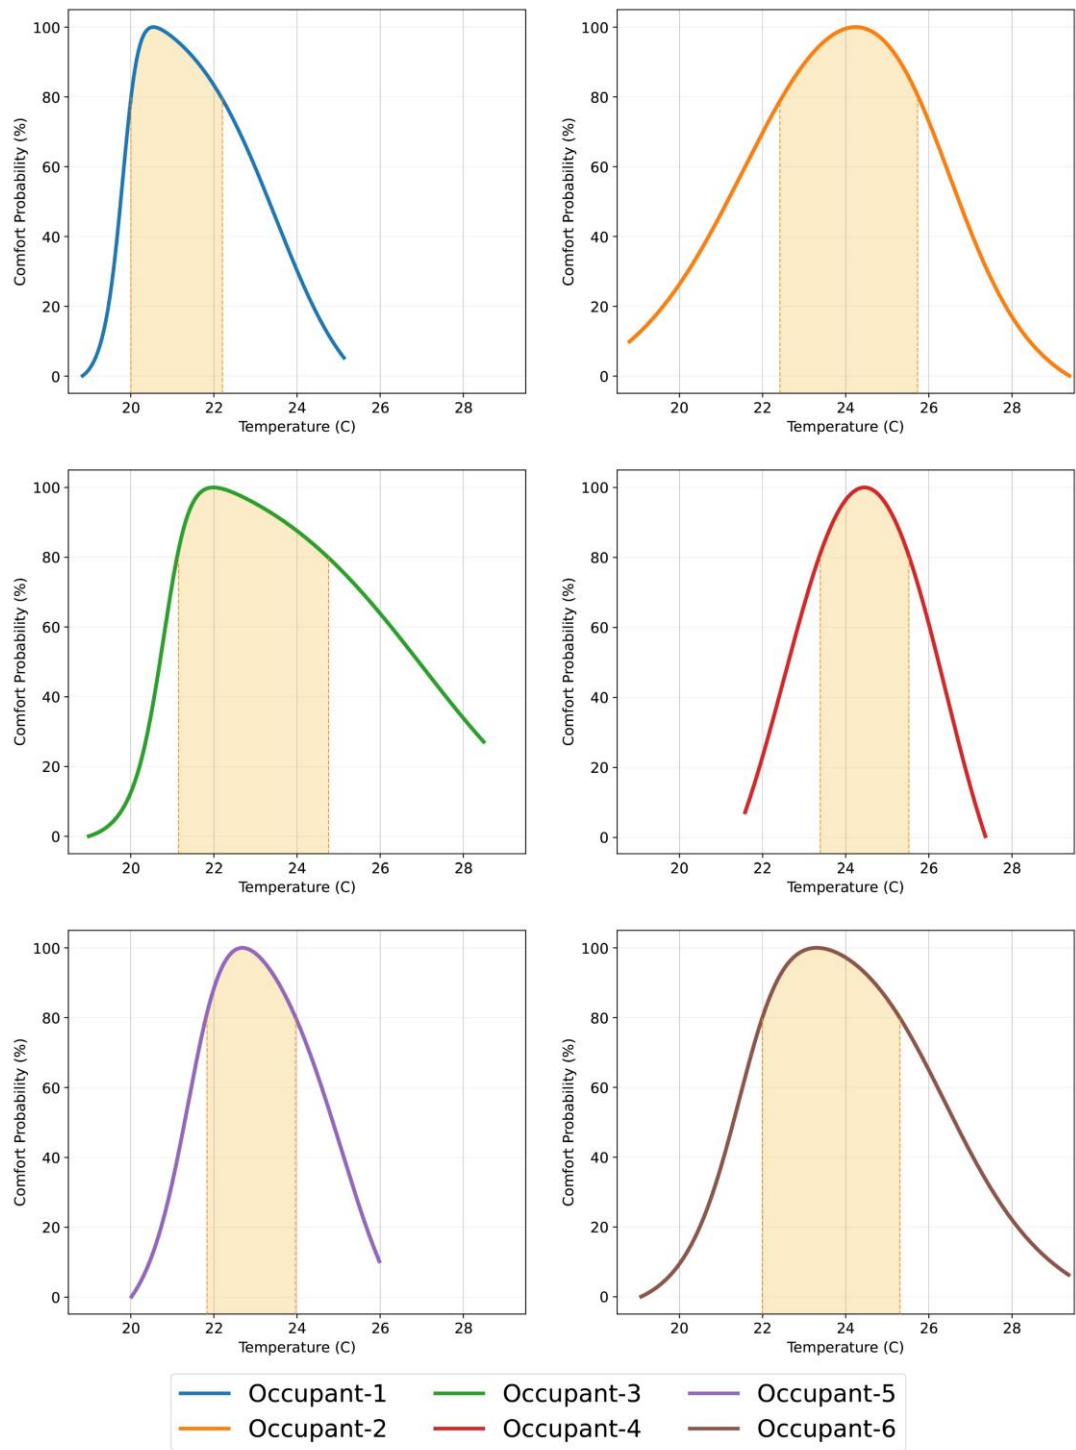 100
80
60
40
20
0
Comfort Probability (%)
20 22 24 26 28
Temperature (C)
100
80
60
40
20
0
Comfort Probability (%)
20 22 24 26 28
Temperature (C)
100
80
60
40
20
0
Comfort Probability (%)
20 22 24 26 28
Temperature (C)
100
80
60
40
20
0
Comfort Probability (%)
20 22 24 26 28
Temperature (C)
100
80
60
40
20
0
Comfort Probability (%)
20 22 24 26 28
Temperature (C)
100
80
60
40
20
0
Comfort Probability (%)
20 22 24 26 28
Temperature (C)
Occupant-1 Occupant-3 Occupant-5
Occupant-2 Occupant-4 Occupant-6